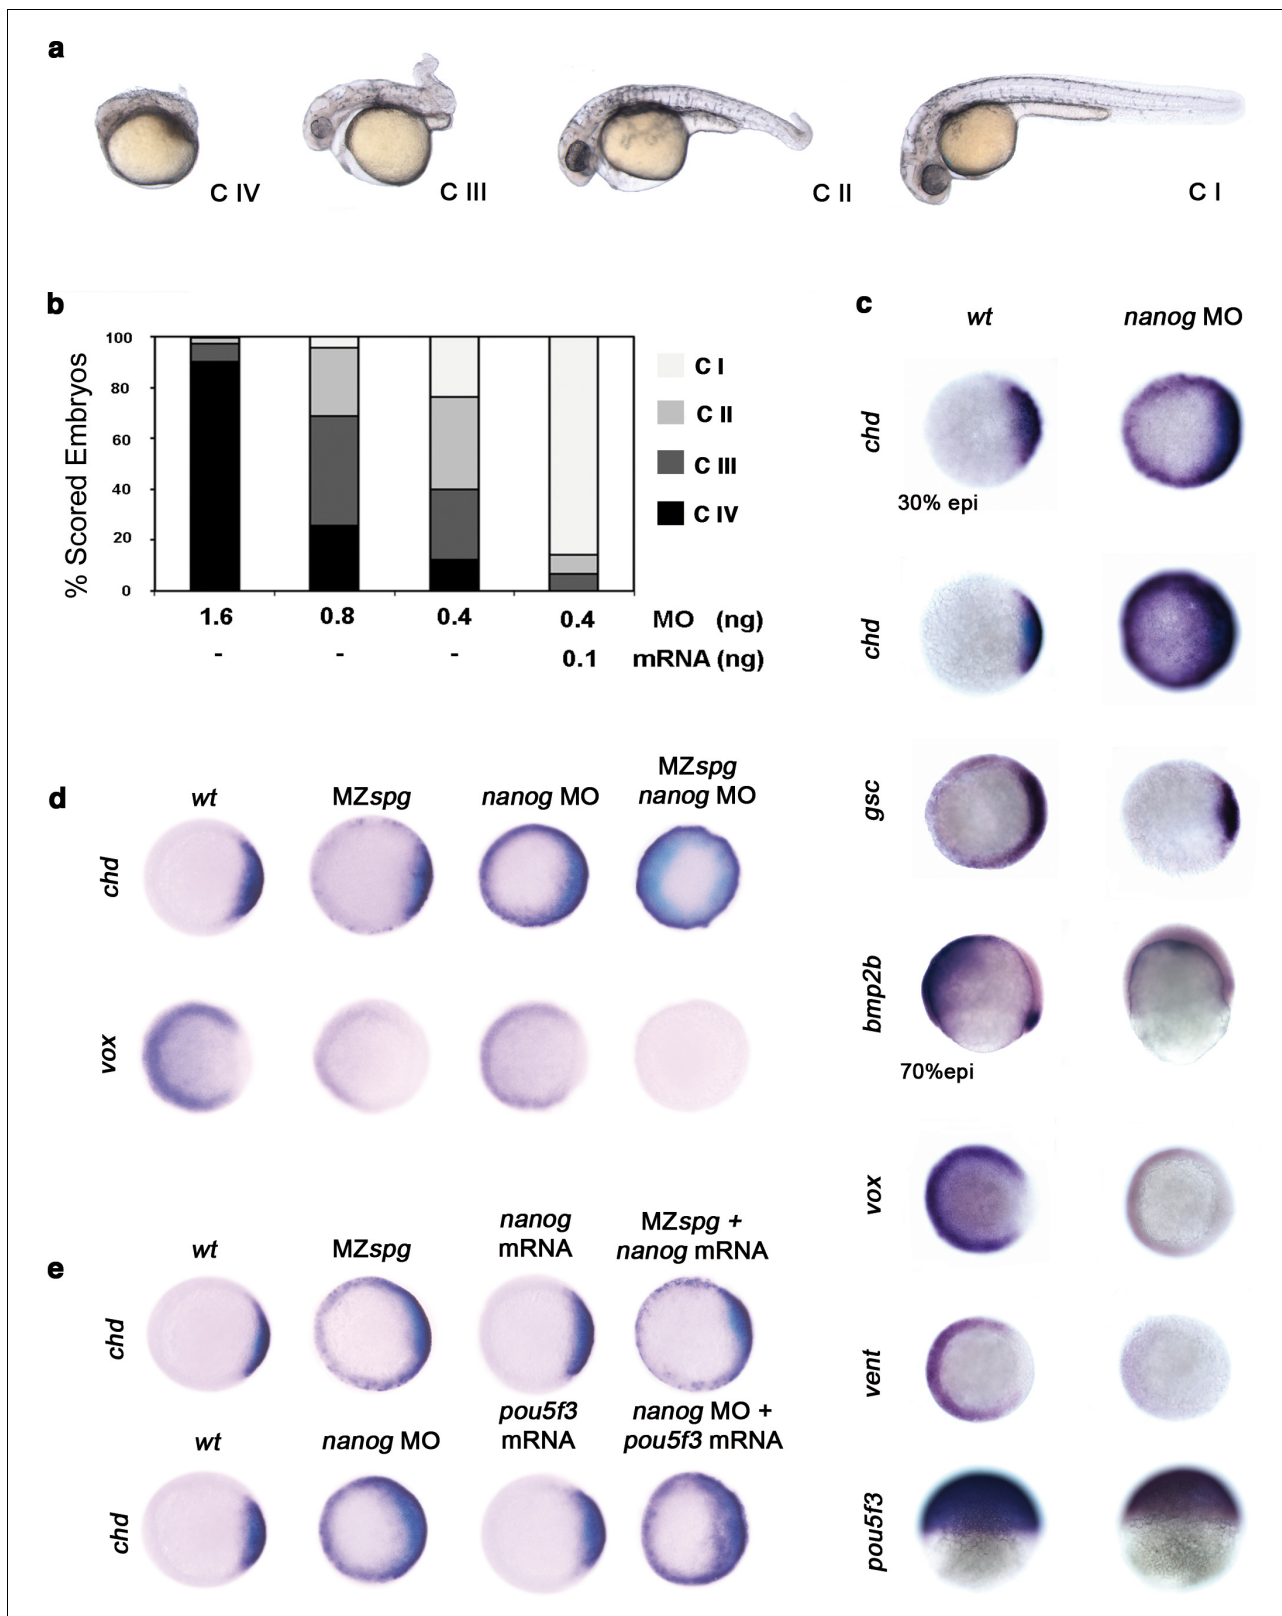 a
C IV
C III
C II
C I
b
% Scored Embryos
100
80
60
40
20
0
C I
C II
C III
C IV
1.6 0.8 0.4 0.4 MO (ng)
- - - 0.1 mRNA (ng)
c
wt nanog MO
chd
30% epi
chd
gsc
bmp2b
70%epi
vox
vent
pou5f3
d
wt MZspg nanog MO MZspg nanog MO
chd
vox
e
wt MZspg nanog mRNA MZspg + nanog mRNA
chd
wt nanog MO pou5f3 mRNA nanog MO + pou5f3 mRNA
chd